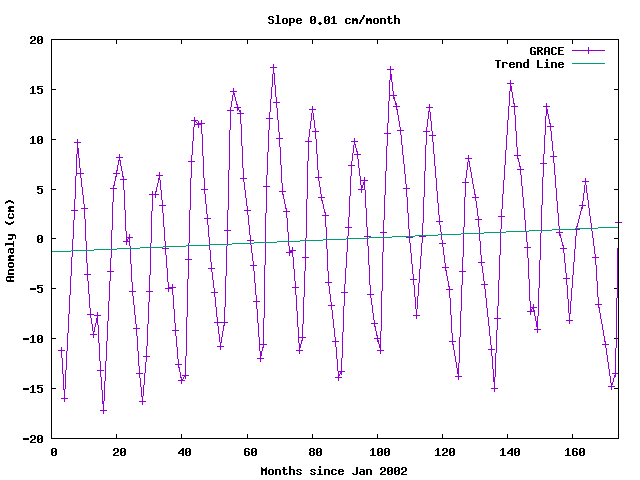 Slope 0.01 cm/month
GRACE
Trend Line
20
15
10
5
0
-5
-10
-15
-20
Anomaly (cm)
0 20 40 60 80 100 120 140 160
Months since Jan 2002